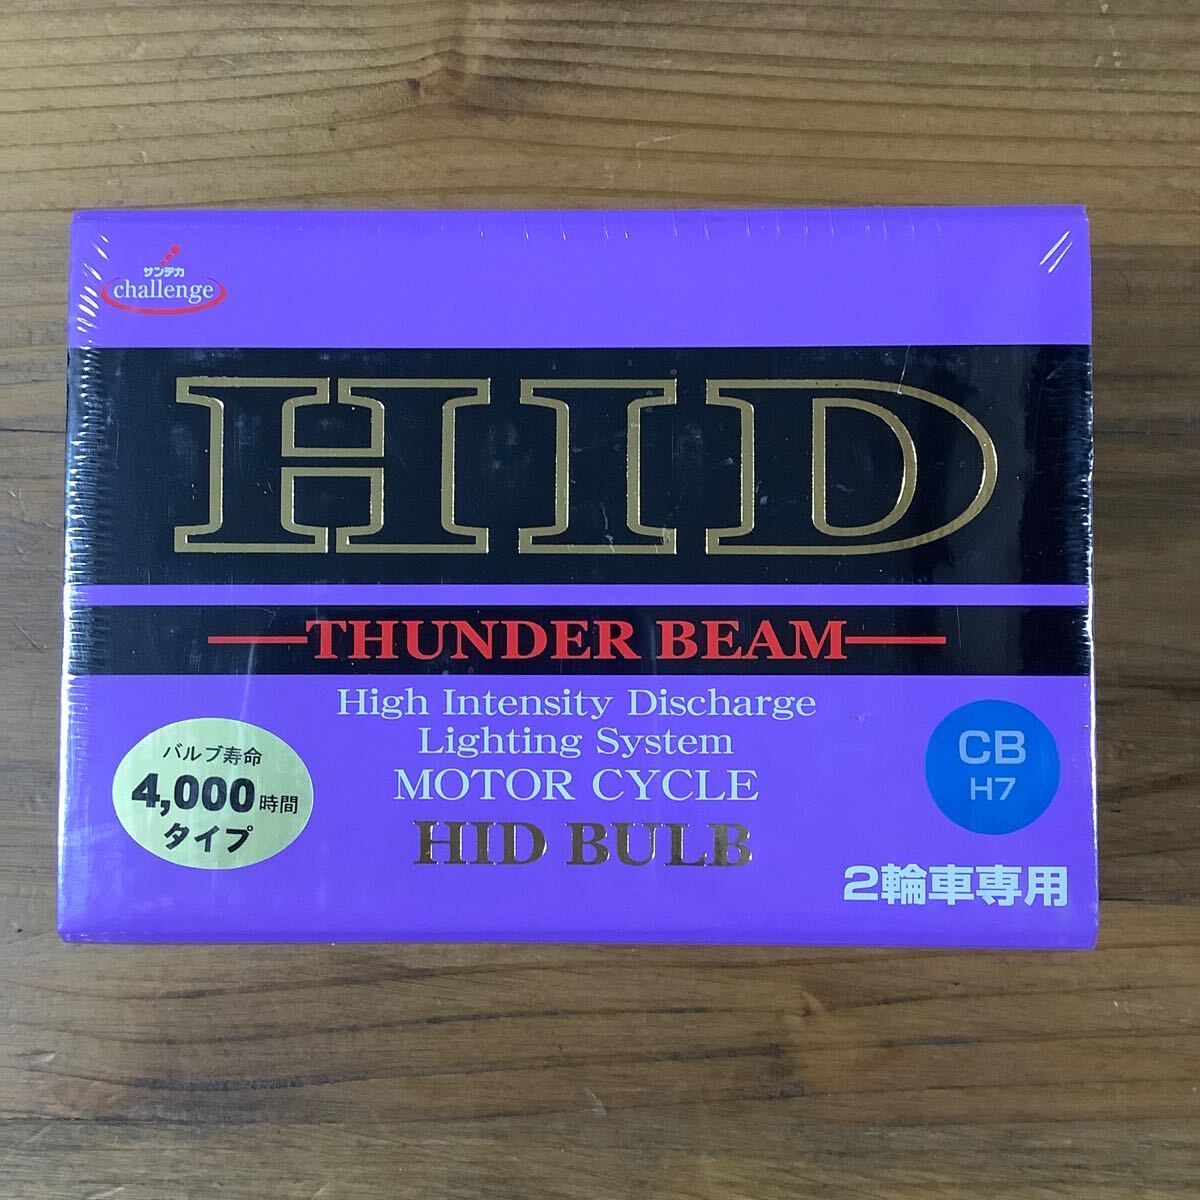 サンテカ
challenge
HID
THUNDER BEAM
High Intensity Discharge
Lighting System
MOTOR CYCLE
HID BULB
バルブ寿命
4,000時間
タイプ
CB
H7
2輪車専用